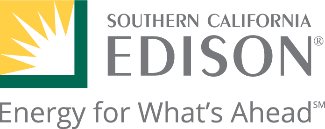 SOUTHERN CALIFORNIA
EDISON®
Energy for What's Ahead℠